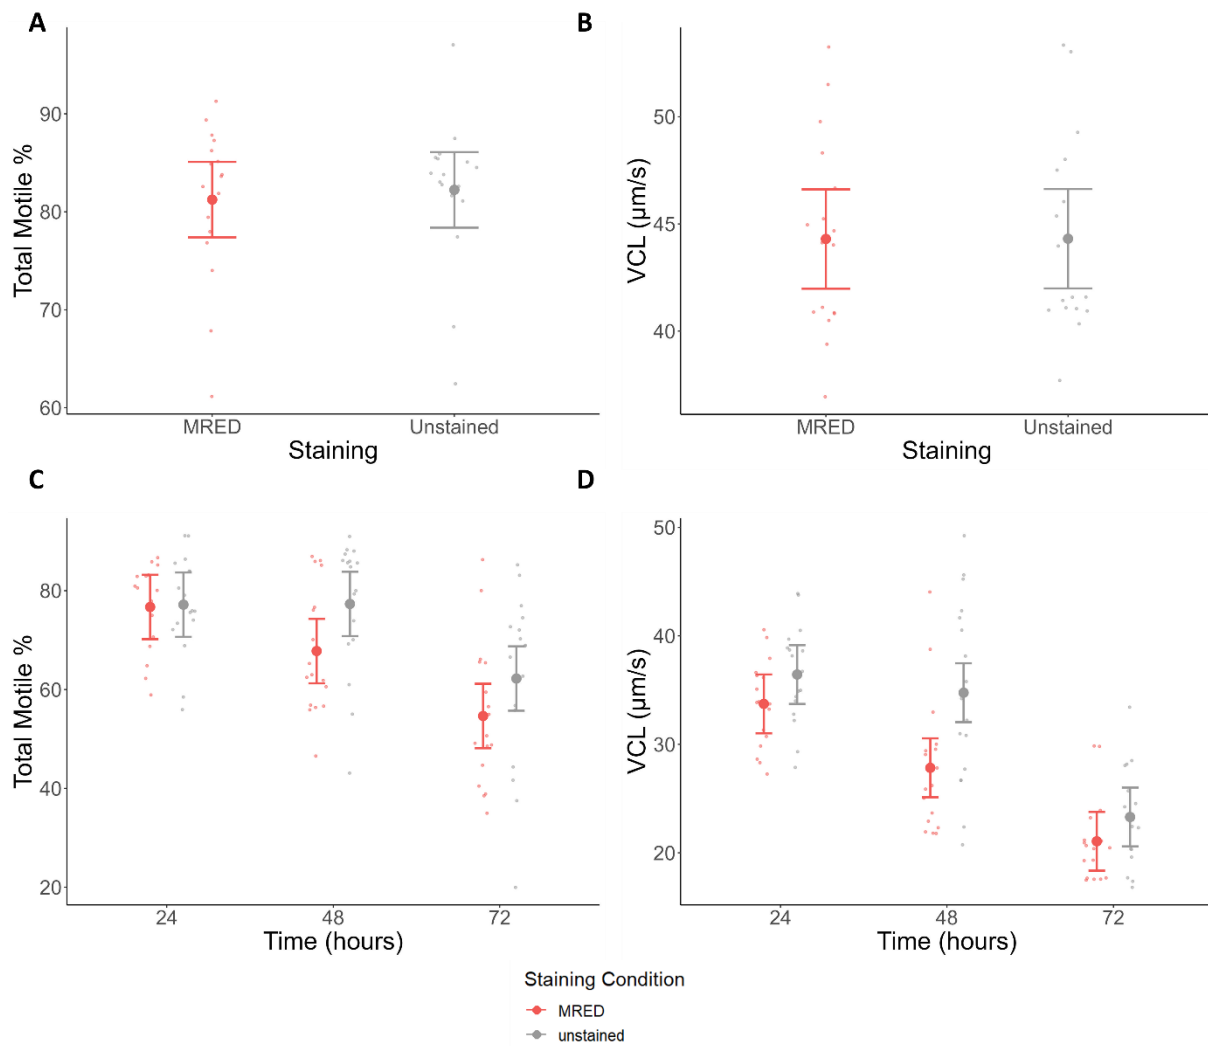 A
Total Motile %
90
80
70
60
MRED
Unstained
Staining
B
VCL (µm/s)
50
45
40
MRED
Unstained
Staining
C
Total Motile %
80
60
40
20
24
48
72
Time (hours)
D
VCL (µm/s)
50
40
30
20
24
48
72
Time (hours)
Staining Condition
MRED
unstained